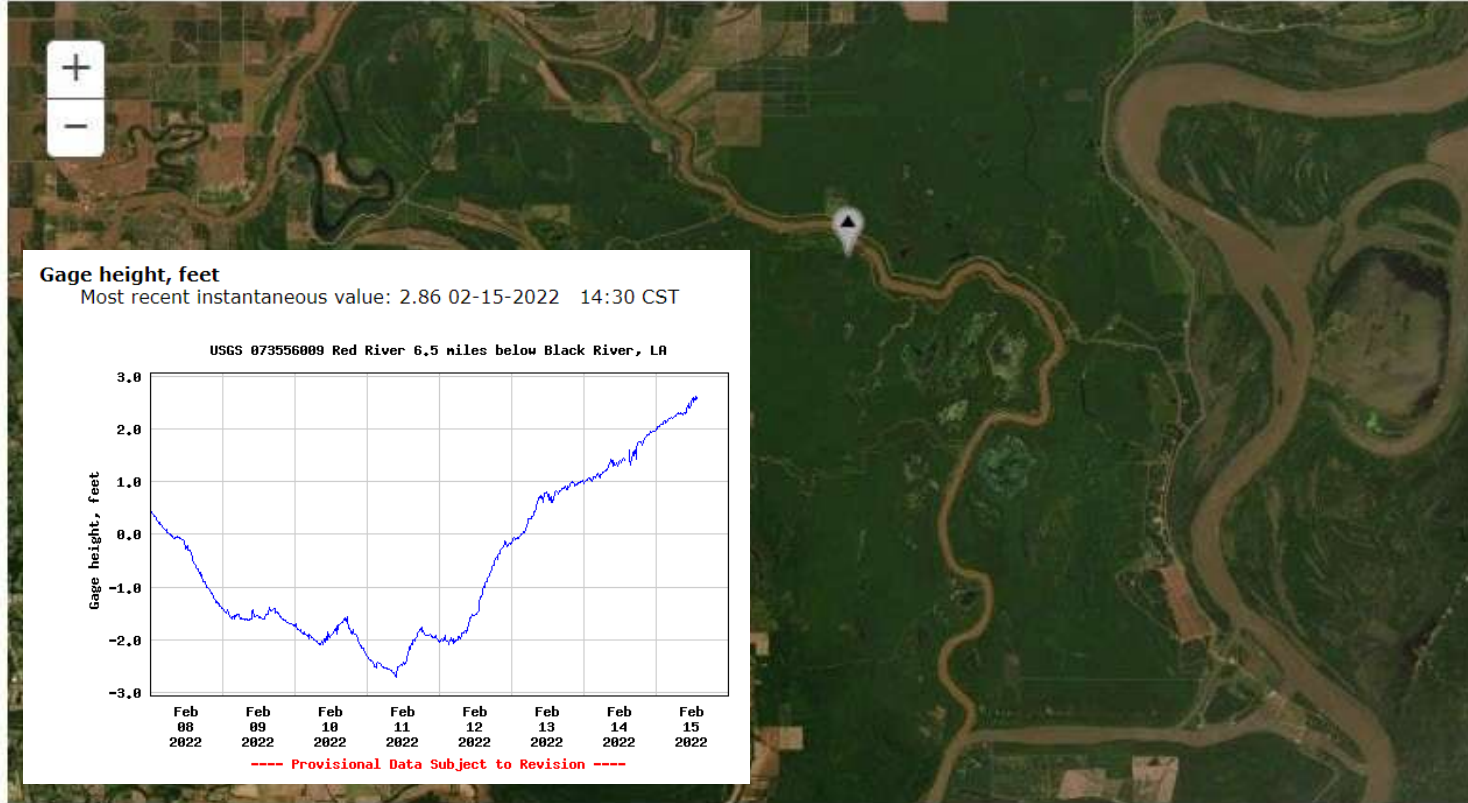 +
−
Gage height, feet
Most recent instantaneous value: 2.86 02-15-2022 14:30 CST
USGS 073556009 Red River 6.5 miles below Black River, LA
3.0
2.0
1.0
0.0
-1.0
-2.0
-3.0
Gage height, feet
Feb Feb Feb Feb Feb Feb Feb Feb
08 09 10 11 12 13 14 15
2022 2022 2022 2022 2022 2022 2022 2022
---- Provisional Data Subject to Revision ----